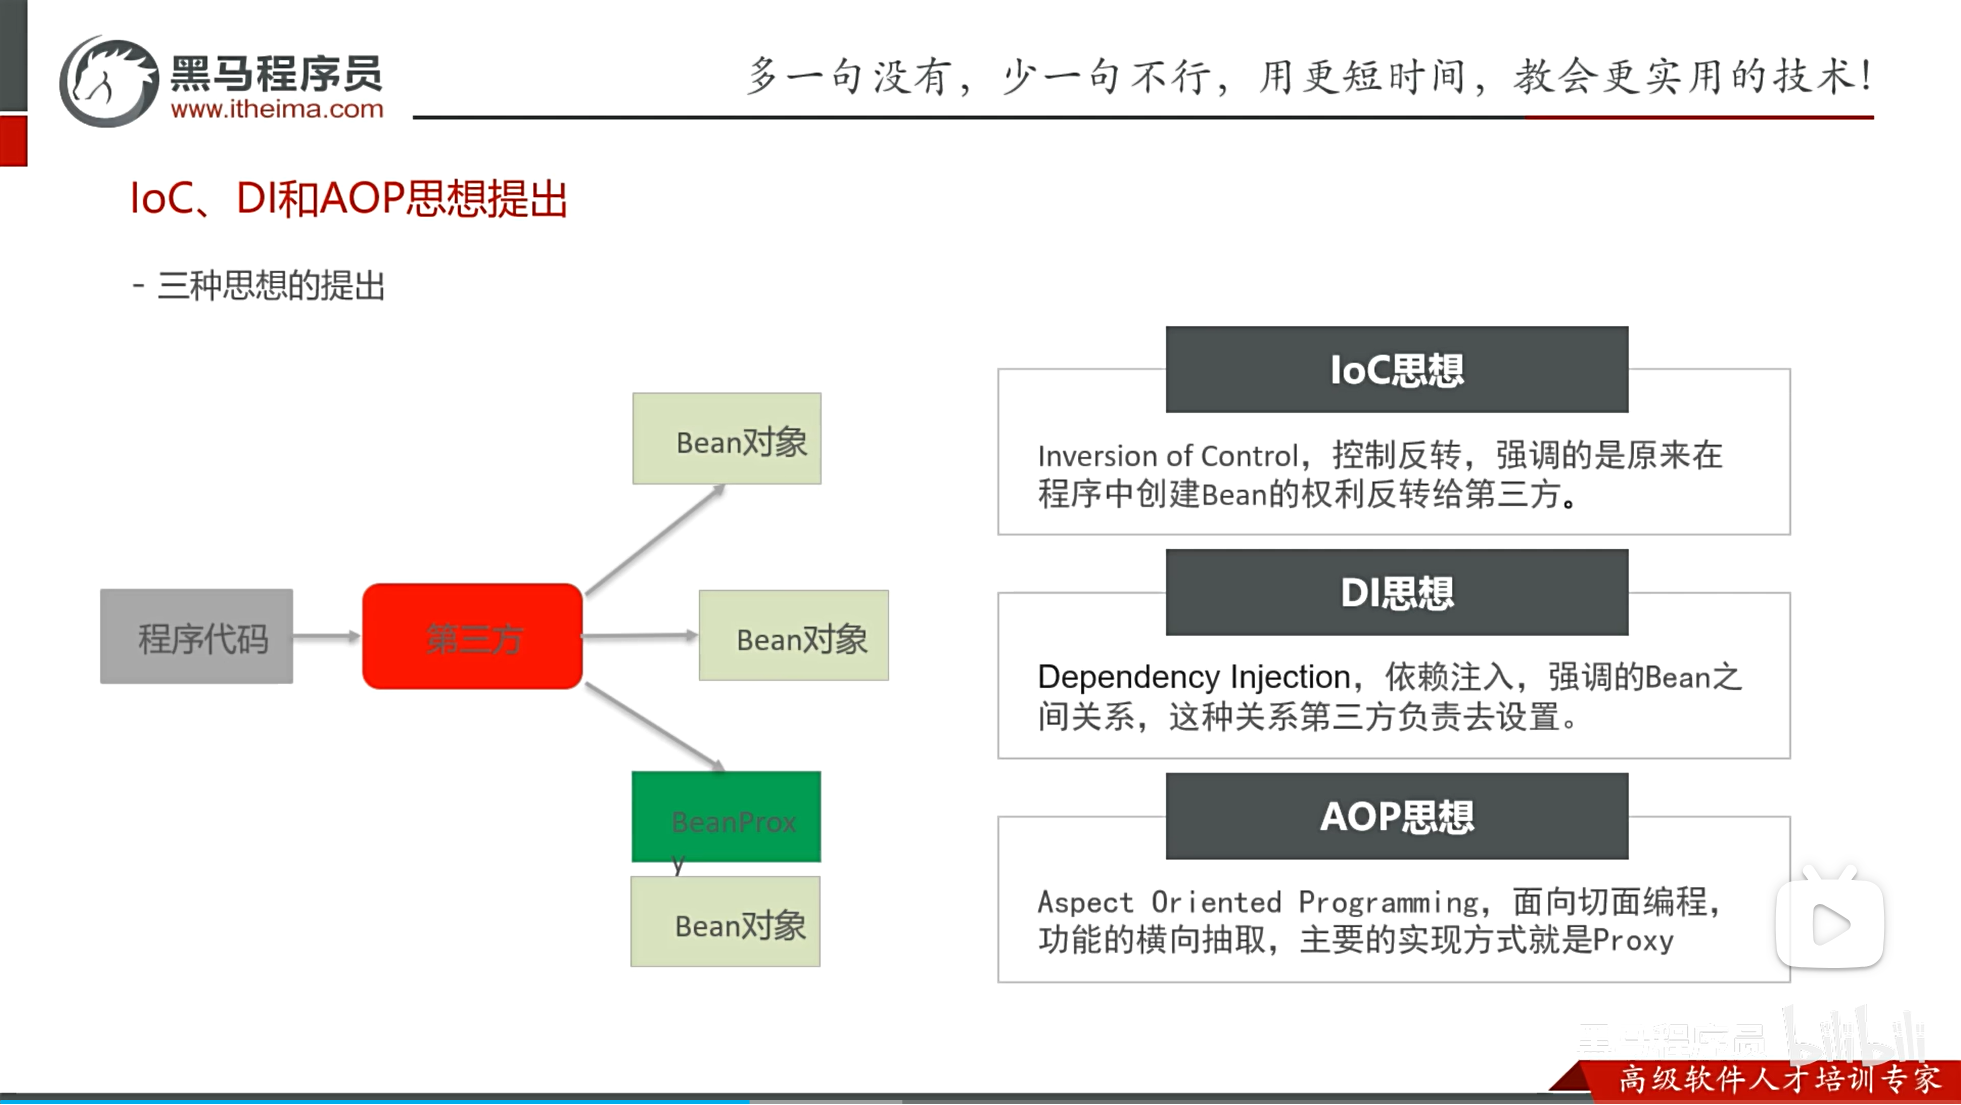 黑马程序员
www.itheima.com
多一句没有，少一句不行，用更短时间，教会更实用的技术！
IoC、DI和AOP思想提出
- 三种思想的提出
程序代码
第三方
Bean对象
Bean对象
BeanProx
y
Bean对象
IoC思想
Inversion of Control，控制反转，强调的是原来在
程序中创建Bean的权利反转给第三方。
DI思想
Dependency Injection，依赖注入，强调的Bean之
间关系，这种关系第三方负责去设置。
AOP思想
Aspect Oriented Programming，面向切面编程，
功能的横向抽取，主要的实现方式就是Proxy
黑马程序员 bilibili
高级软件人才培训专家